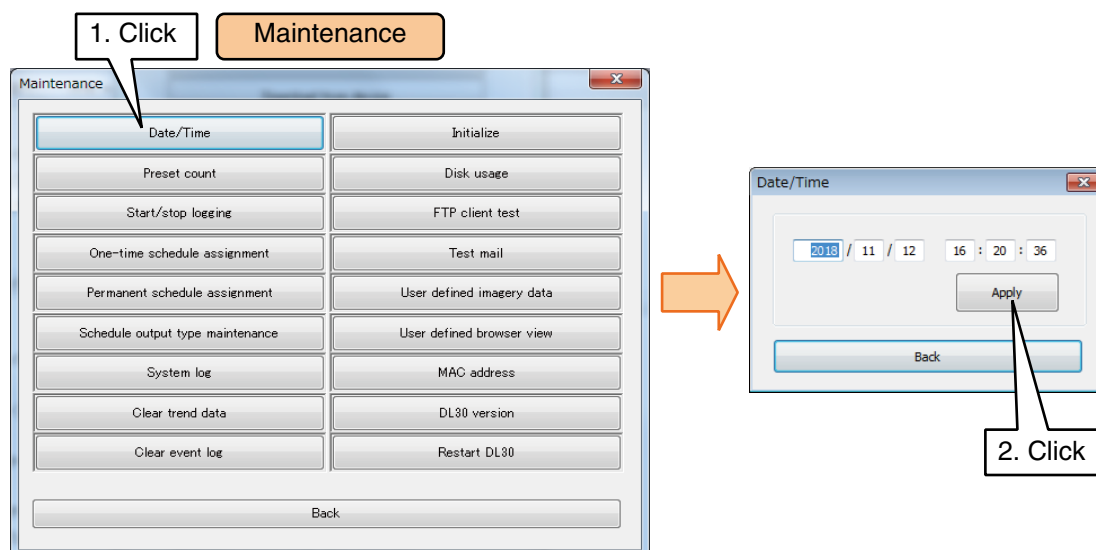 1. Click
Maintenance
Maintenance
Date/Time
Initialize
Preset count
Disk usage
Start/stop logging
FTP client test
One-time schedule assignment
Test mail
Permanent schedule assignment
User defined imagery data
Schedule output type maintenance
User defined browser view
System log
MAC address
Clear trend data
DL30 version
Clear event log
Restart DL30
Back
Date/Time
2018 / 11 / 12 16 : 20 : 36
Apply
Back
2. Click